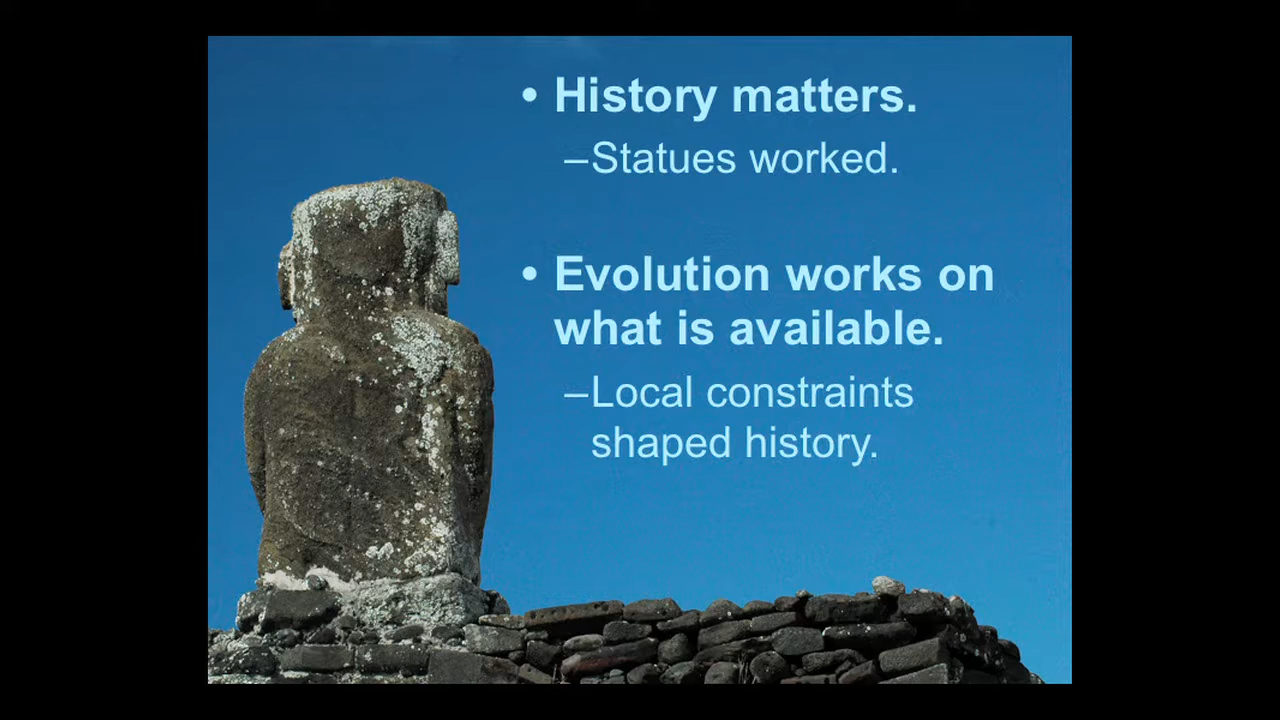 • History matters.
–Statues worked.
• Evolution works on
what is available.
–Local constraints
shaped history.